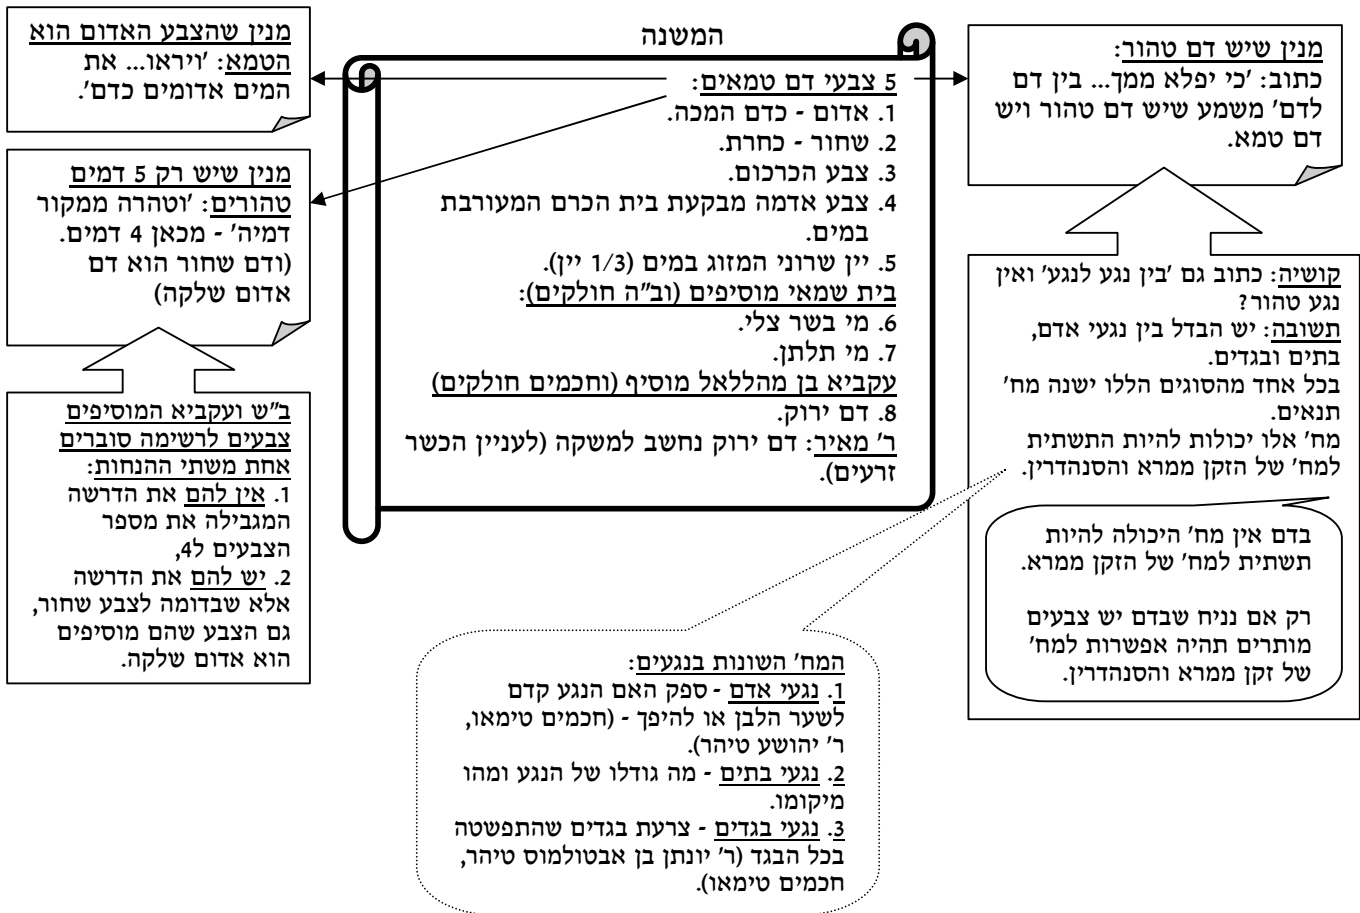 המשנה
5 צבעי דם טמאים:
1. אדום - כדם המכה.
2. שחור - כחרת.
3. צבע הכרכום.
4. צבע אדמה מבקעת בית הכרם המעורבת
במים.
5. יין שרוני המזוג במים (1/3 יין).
בית שמאי מוסיפים (וב"ה חולקים):
6. מי בשר צלי.
7. מי תלתן.
עקביא בן מהללאל מוסיף (וחכמים חולקים)
8. דם ירוק.
ר' מאיר: דם ירוק נחשב למשקה (לעניין הכשר
זרעים).
מנין שיש דם טהור:
כתוב: 'כי יפלא ממך... בין דם
לדם' משמע שיש דם טהור ויש
דם טמא.
קושיה: כתוב גם 'בין נגע לנגע' ואין
נגע טהור?
תשובה: יש הבדל בין נגעי אדם,
בתים ובגדים.
בכל אחד מהסוגים הללו ישנה מח'
תנאים.
מח' אלו יכולות להיות התשתית
למח' של הזקן ממרא והסנהדרין.
בדם אין מח' היכולה להיות
תשתית למח' של הזקן ממרא.
רק אם נניח שבדם יש צבעים
מותרים תהיה אפשרות למח'
של זקן ממרא והסנהדרין.
מנין שהצבע האדום הוא
הטמא: 'ויראו... את
המים אדומים כדם'.
מנין שיש רק 5 דמים
טהורים: 'וטהרה ממקור
דמיה' - מכאן 4 דמים.
(ודם שחור הוא דם
אדום שלקה)
ב"ש ועקביא המוסיפים
צבעים לרשימה סוברים
אחת משתי ההנחות:
1. אין להם את הדרשה
המגבילה את מספר
הצבעים ל4,
2. יש להם את הדרשה
אלא שבדומה לצבע שחור,
גם הצבע שהם מוסיפים
הוא אדום שלקה.
המח' השונות בנגעים:
1. נגעי אדם - ספק האם הנגע קדם
לשער הלבן או להיפך - (חכמים טימאו,
ר' יהושע טיהר).
2. נגעי בתים - מה גודלו של הנגע ומהו
מיקומו.
3. נגעי בגדים - צרעת בגדים שהתפשטה
בכל הבגד (ר' יונתן בן אבטולמוס טיהר,
חכמים טימאו).